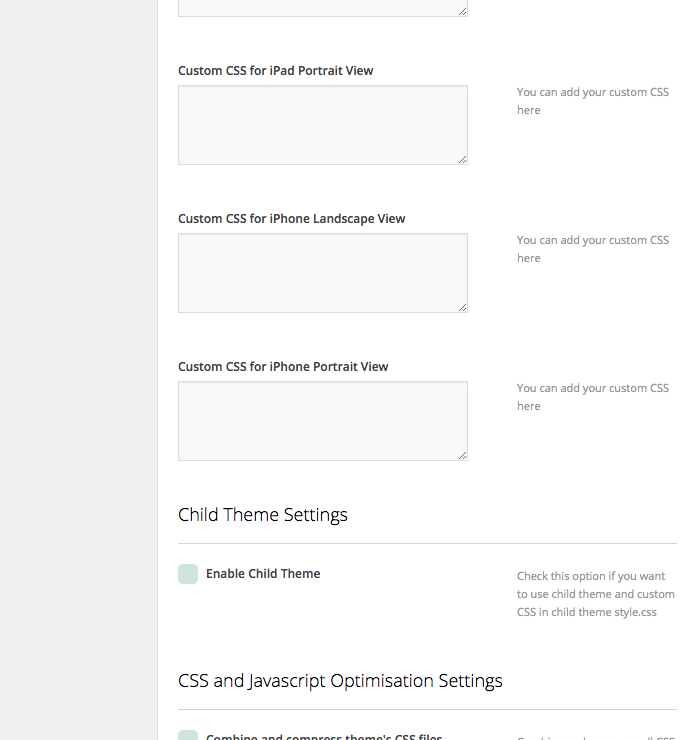 Custom CSS for iPad Portrait View
You can add your custom CSS
here
Custom CSS for iPhone Landscape View
You can add your custom CSS
here
Custom CSS for iPhone Portrait View
You can add your custom CSS
here
Child Theme Settings
Enable Child Theme
Check this option if you want
to use child theme and custom
CSS in child theme style.css
CSS and Javascript Optimisation Settings
Combine and compress theme's CSS files